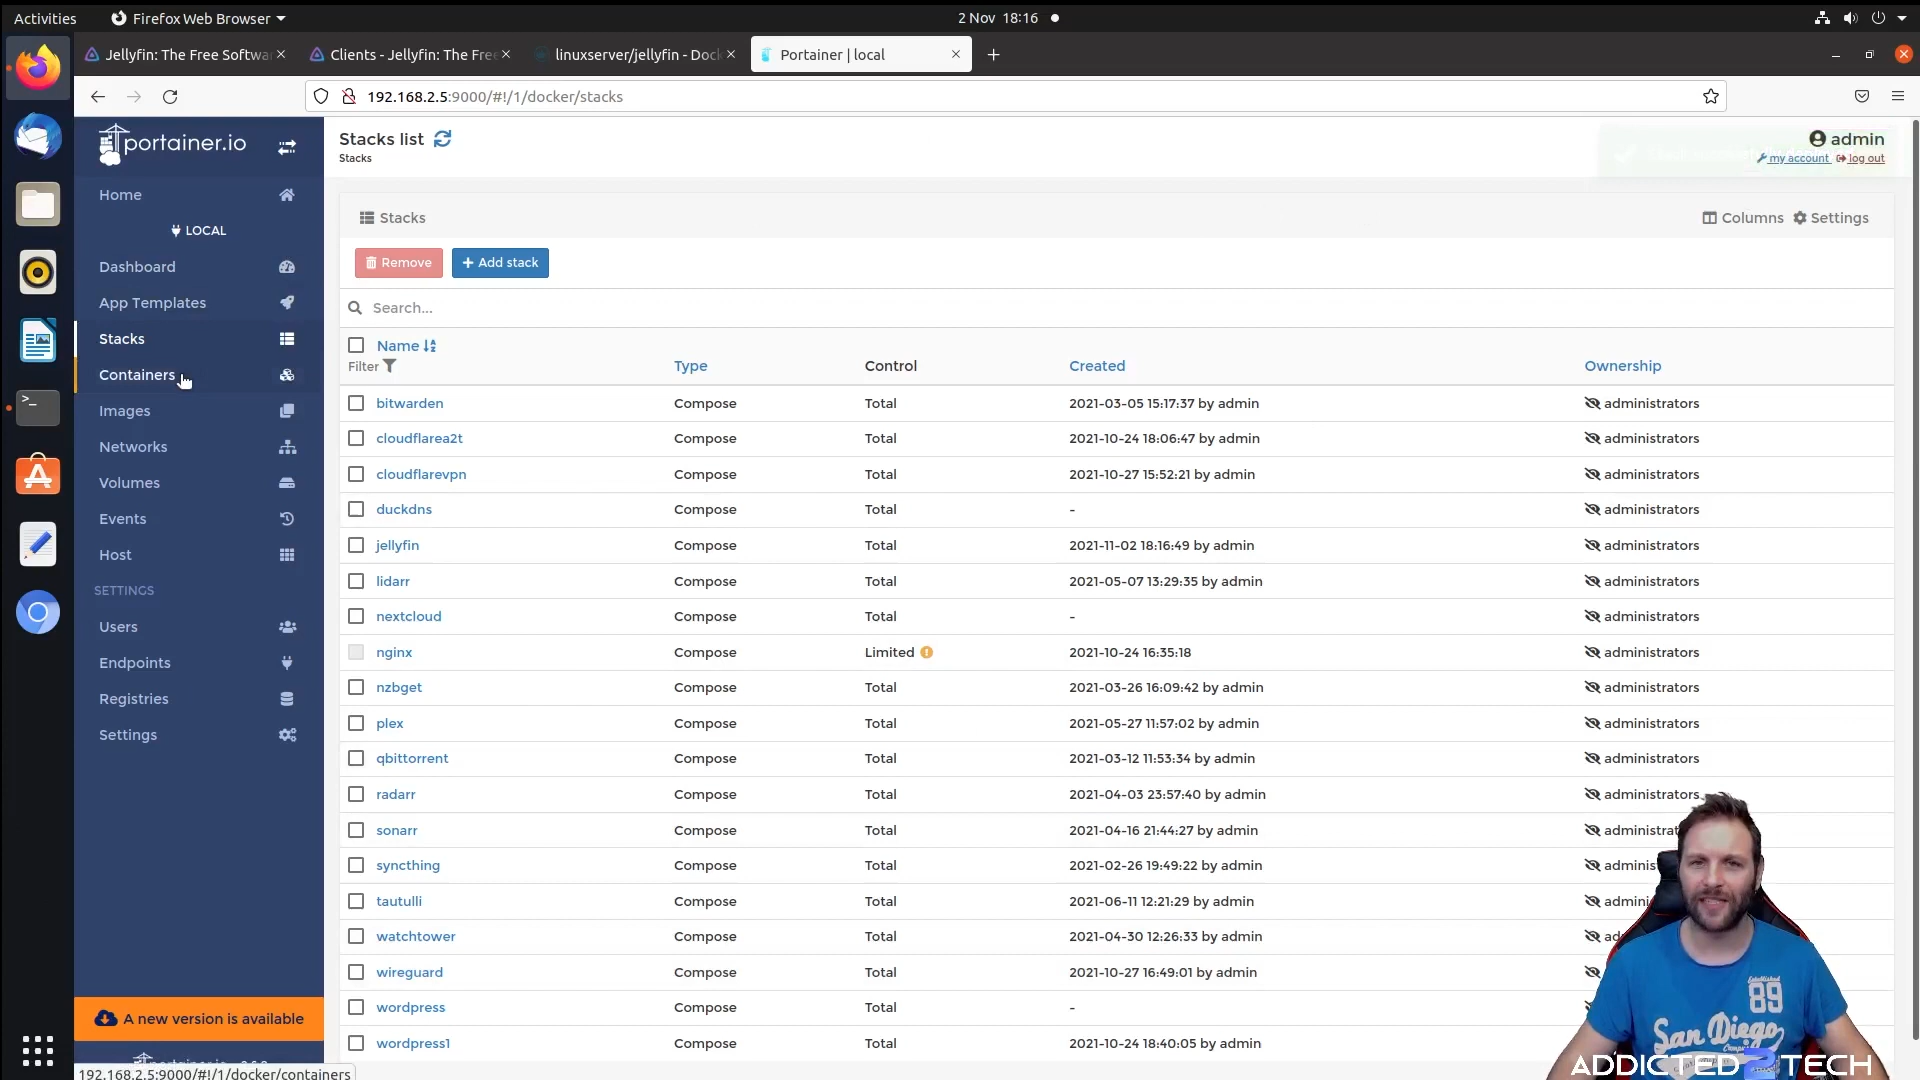 Activities
Firefox Web Browser
2 Nov 18:16
Jellyfin: The Free Softwa
Clients - Jellyfin: The Fre
linuxserver/jellyfin - Dock
Portainer | local
192.168.2.5:9000/#!/1/docker/stacks
portainer.io
Home
LOCAL
Dashboard
App Templates
Stacks
Containers
Images
Networks
Volumes
Events
Host
SETTINGS
Users
Endpoints
Registries
Settings
A new version is available
192.168.2.5:9000/#!/1/docker/containers
Stacks list
Stacks
admin
my account log out
Stacks
Columns Settings
Remove
+ Add stack
Search...
Name
Filter Type Control Created Ownership
bitwarden Compose Total 2021-03-05 15:17:37 by admin administrators
cloudflarea2t Compose Total 2021-10-24 18:06:47 by admin administrators
cloudflarevpn Compose Total 2021-10-27 15:52:21 by admin administrators
duckdns Compose Total - administrators
jellyfin Compose Total 2021-11-02 18:16:49 by admin administrators
lidarr Compose Total 2021-05-07 13:29:35 by admin administrators
nextcloud Compose Total - administrators
nginx Compose Limited 2021-10-24 16:35:18 administrators
nzbget Compose Total 2021-03-26 16:09:42 by admin administrators
plex Compose Total 2021-05-27 11:57:02 by admin administrators
qbittorrent Compose Total 2021-03-12 11:53:34 by admin administrators
radarr Compose Total 2021-04-03 23:57:40 by admin administrators
sonarr Compose Total 2021-04-16 21:44:27 by admin administrat
syncthing Compose Total 2021-02-26 19:49:22 by admin adminis
tautulli Compose Total 2021-06-11 12:21:29 by admin admini
watchtower Compose Total 2021-04-30 12:26:33 by admin ad
wireguard Compose Total 2021-10-27 16:49:01 by admin
wordpress Compose Total -
wordpress1 Compose Total 2021-10-24 18:40:05 by admin
Established
89
San Diego
ADDICTED2TECH